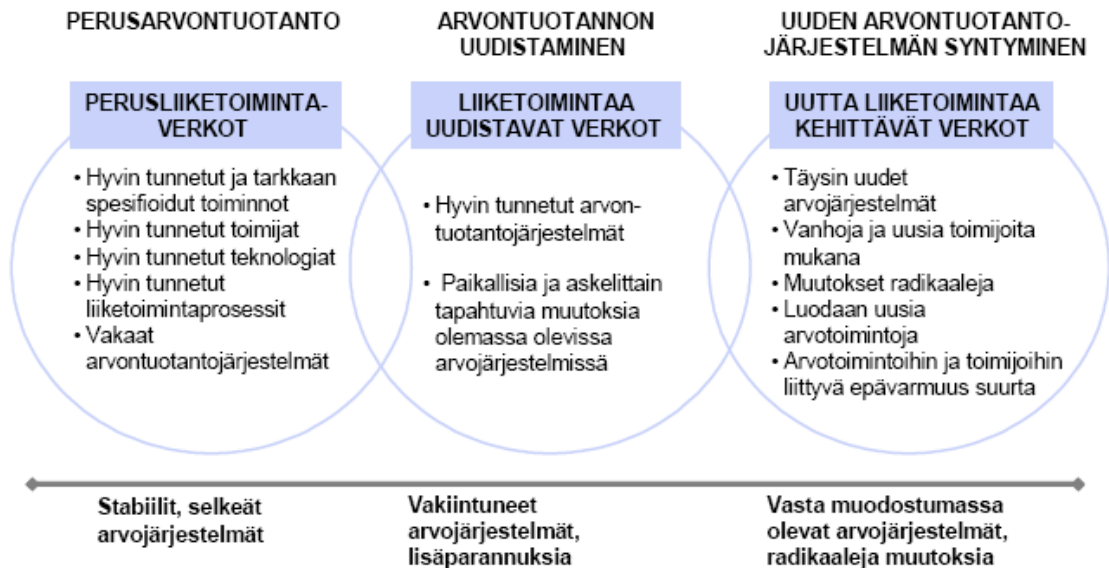 PERUSARVONTUOTANTO
ARVONTUOTANNON
UUDISTAMINEN
UUDEN ARVONTUOTANTO-
JÄRJESTELMÄN SYNTYMINEN
PERUSLIIKETOIMINTA-
VERKOT
• Hyvin tunnetut ja tarkkaan
spesifioidut toiminnot
• Hyvin tunnetut toimijat
• Hyvin tunnetut teknologiat
• Hyvin tunnetut
liiketoimintaprosessit
• Vakaat
arvontuotantojärjestelmät
LIIKETOIMINTAA
UUDISTAVAT VERKOT
• Hyvin tunnetut arvon-
tuotantojärjestelmät
• Paikallisia ja askelittain
tapahtuvia muutoksia
olemassa olevissa
arvojärjestelmissä
UUTTA LIIKETOIMINTAA
KEHITTÄVÄT VERKOT
• Täysin uudet
arvojärjestelmät
• Vanhoja ja uusia toimijoita
mukana
• Muutokset radikaaleja
• Luodaan uusia
arvotoimintoja
• Arvotoimintoihin ja toimijoihin
liittyvä epävarmuus suurta
Stabiilit, selkeät
arvojärjestelmät
Vakiintuneet
arvojärjestelmät,
lisäparannuksia
Vasta muodostumassa
olevat arvojärjestelmät,
radikaaleja muutoksia